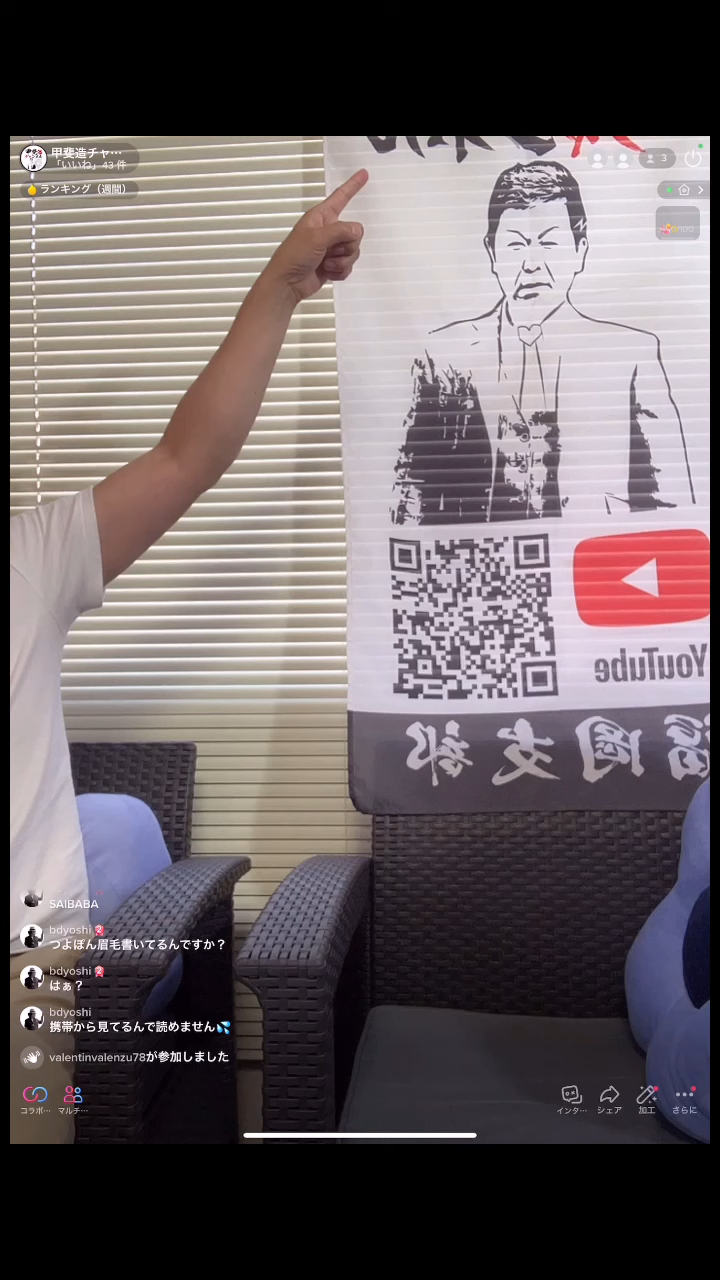 甲斐造チャ…
「いいね」43 件
3
ランキング（週間）
YouTube
福岡支部
SAIBABA
bdyoshi
つよぽん眉毛書いてるんですか？
bdyoshi
はぁ？
bdyoshi
携帯から見てるんで読めません💦
valentinvalenzu78が参加しました
コラボ…
マルチ…
インタ…
シェア
加工
さらに